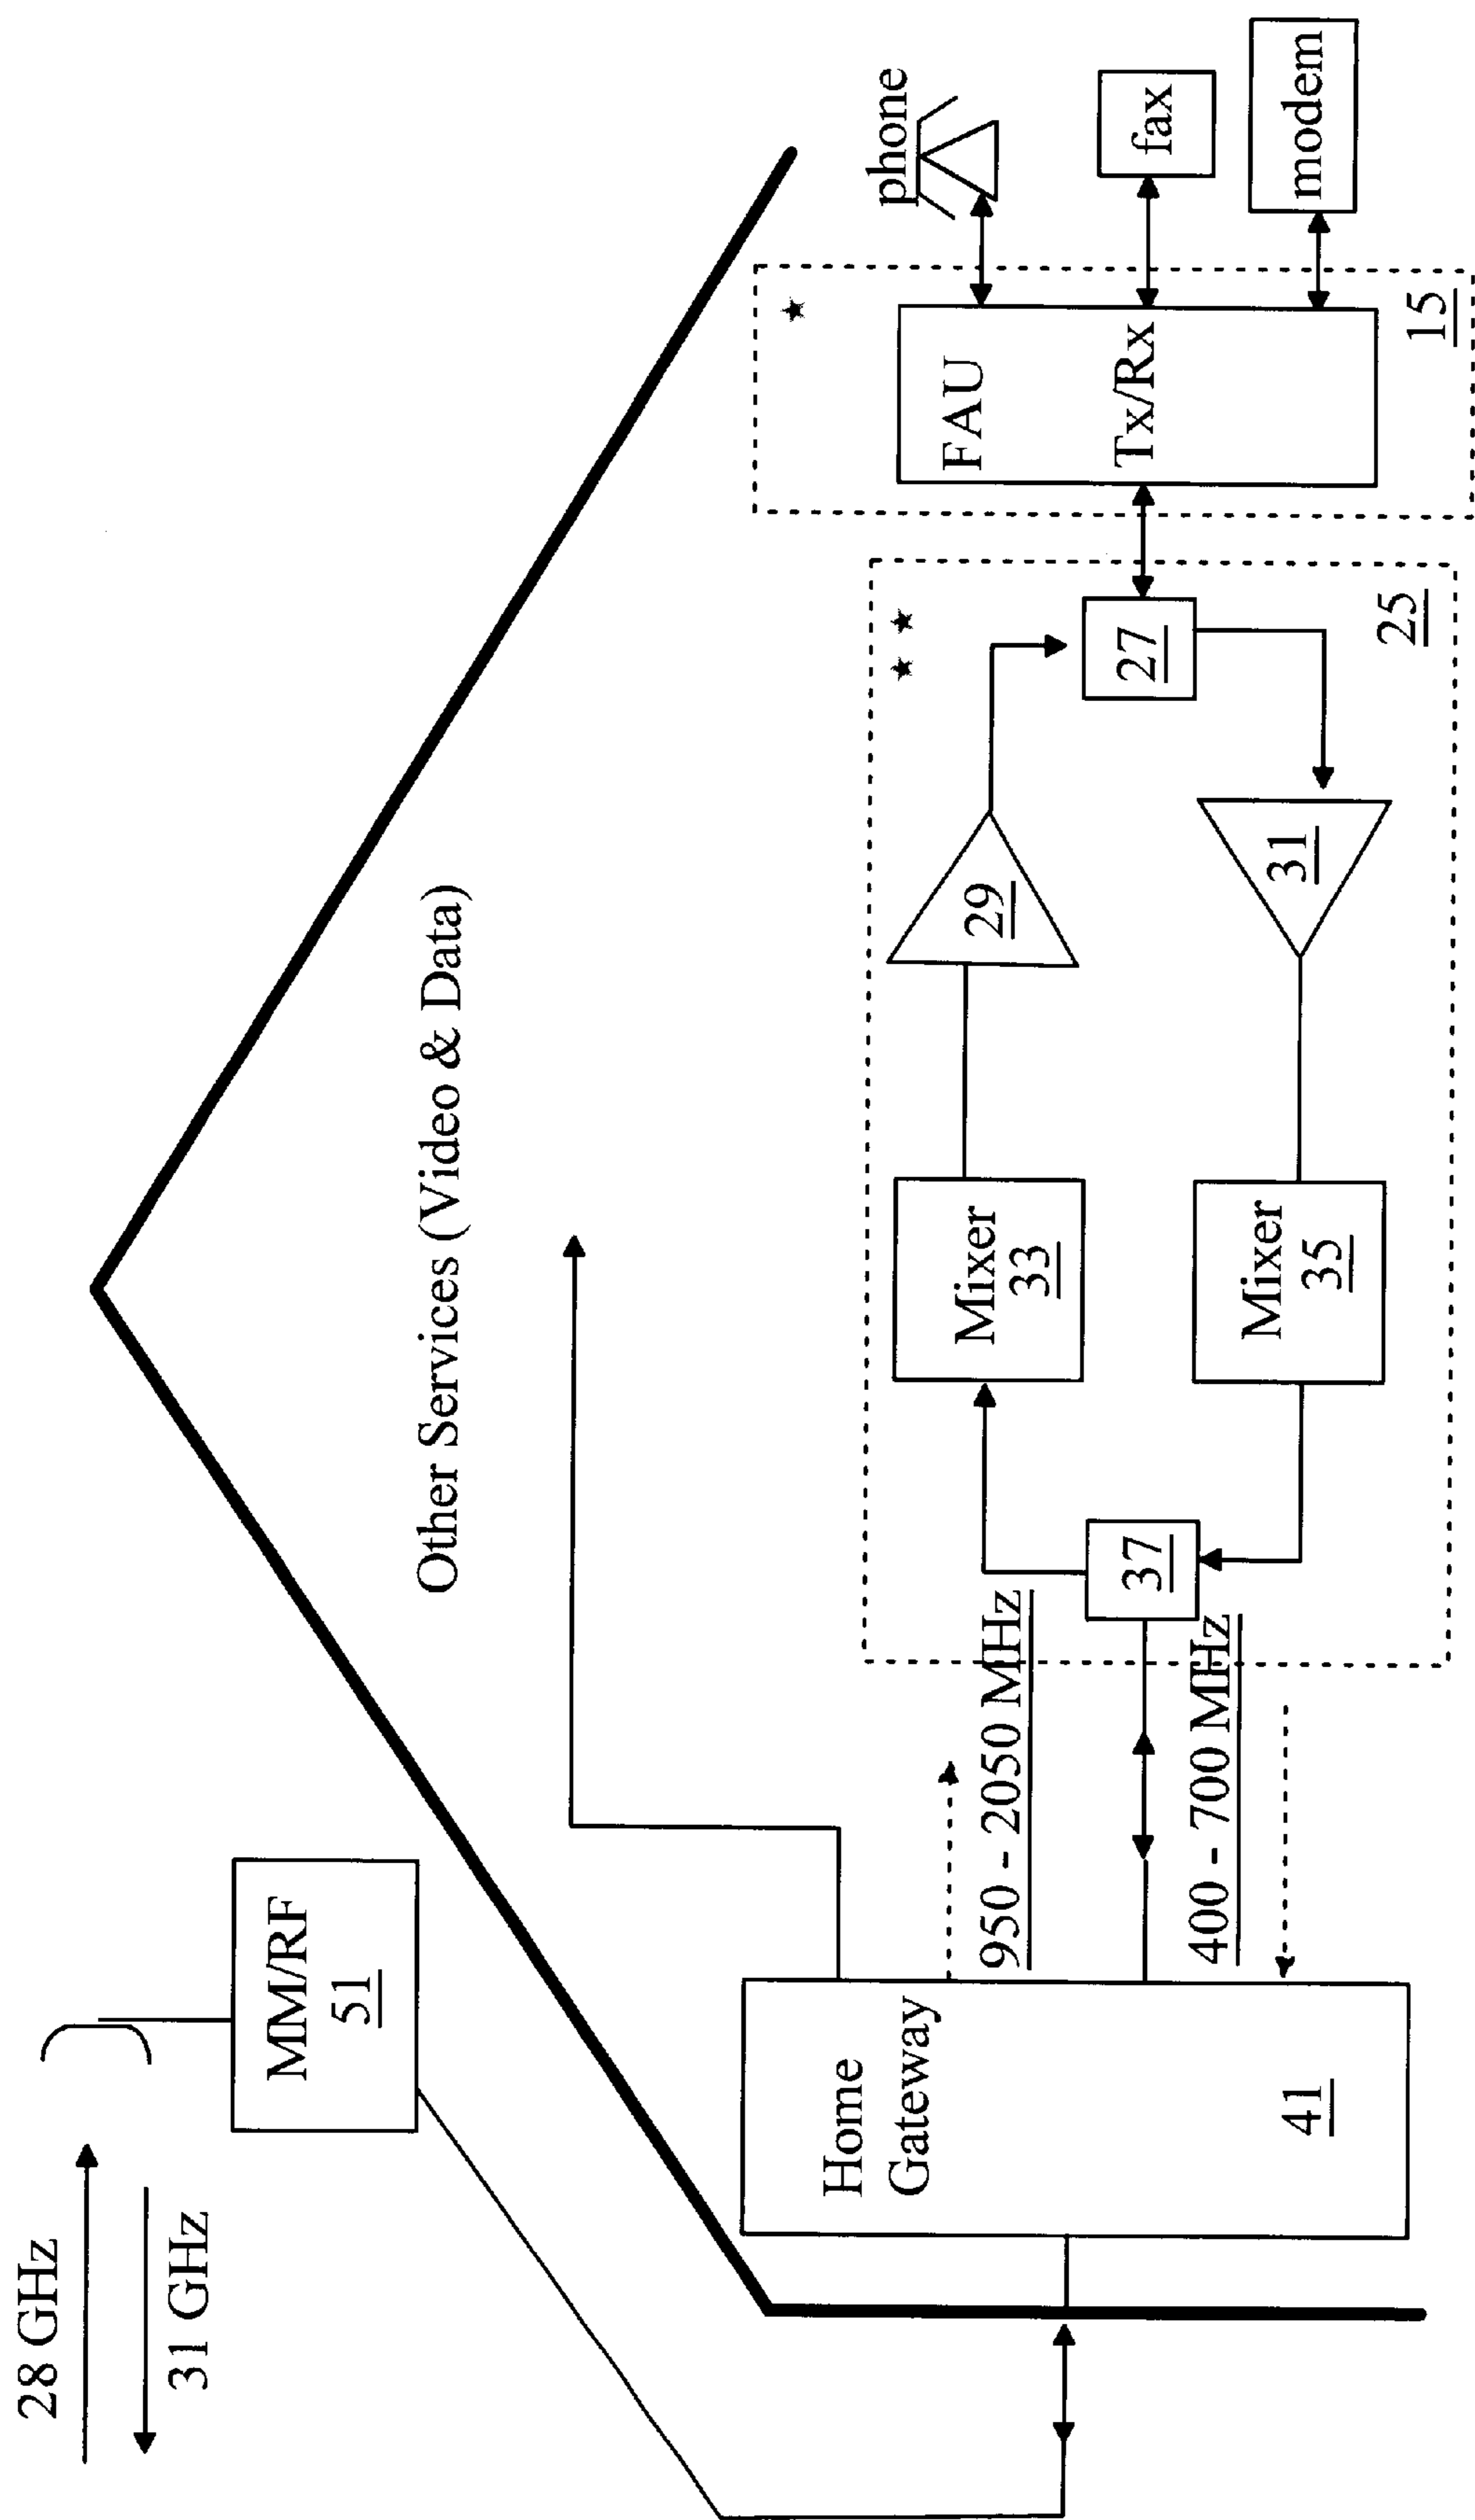 28 GHz
31 GHz
MM/RF
51
Other Services (Video & Data)
Home
Gateway
41
950 - 2050 MHz
400 - 700 MHz
37
Mixer
33
Mixer
35
29
31
27
25
FAU
Tx/Rx
15
phone
fax
modem